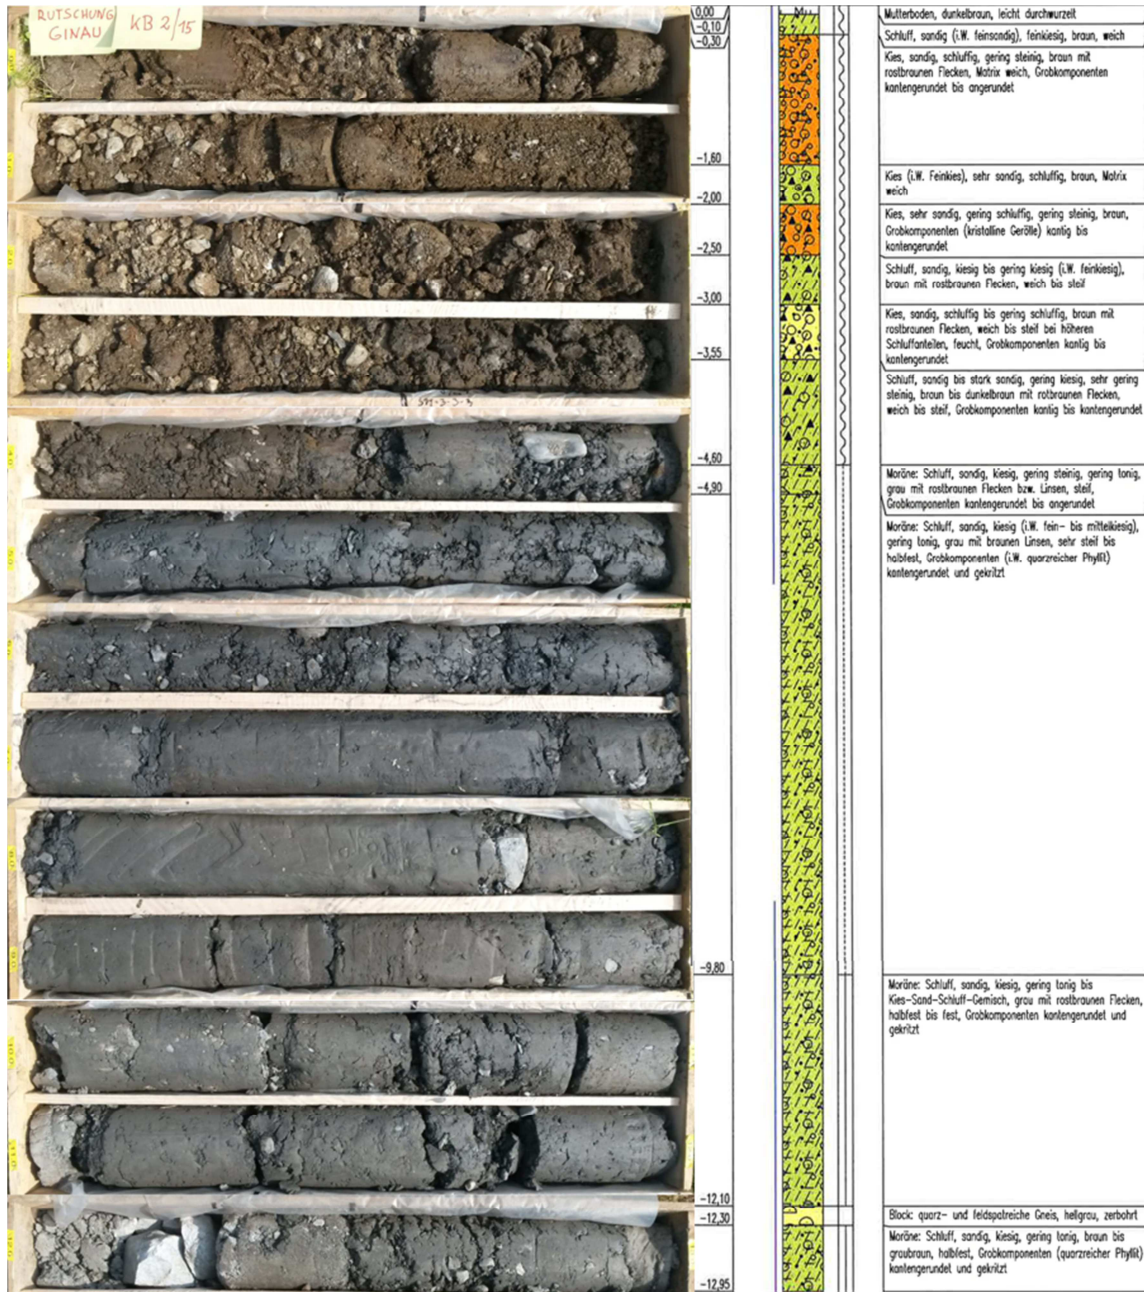 RUTSCHUNG
GINAU
KB 2/15
0,00
-0,10
-0,30
-1,60
-2,00
-2,50
-3,00
-3,55
-4,60
-4,90
-9,80
-12,10
-12,30
-12,95
Mutterboden, dunkelbraun, leicht durchwurzelt
Schluff, sandig (i.W. feinsandig), feinkiesig, braun, weich
Kies, sandig, schluffig, gering steinig, braun mit
rostbraunen Flecken, Matrix weich, Grobkomponenten
kantengerundet bis angerundet
Kies (i.W. Feinkies), sehr sandig, schluffig, braun, Matrix
weich
Kies, sehr sandig, gering schluffig, gering steinig, braun,
Grobkomponenten (kristalline Gerölle) kantig bis
kantengerundet
Schluff, sandig, kiesig bis gering kiesig (i.W. feinkiesig),
braun mit rostbraunen Flecken, weich bis steif
Kies, sandig, schluffig bis gering schluffig, braun mit
rostbraunen Flecken, weich bis steif bei höheren
Schluffanteilen, feucht, Grobkomponenten kantig bis
kantengerundet
Schluff, sandig bis stark sandig, gering kiesig, sehr gering
steinig, braun bis dunkelbraun mit rotbraunen Flecken,
weich bis steif, Grobkomponenten kantig bis kantengerundet
Moräne: Schluff, sandig, kiesig, gering steinig, gering tonig,
grau mit rostbraunen Flecken bzw. Linsen, steif,
Grobkomponenten kantengerundet bis angerundet
Moräne: Schluff, sandig, kiesig (i.W. fein- bis mittelkiesig),
gering tonig, grau mit braunen Linsen, sehr steif bis
halbfest, Grobkomponenten (i.W. quarzreicher Phyllit)
kantengerundet und gekritzt
Moräne: Schluff, sandig, kiesig, gering tonig bis
Kies-Sand-Schluff-Gemisch, grau mit rostbraunen Flecken,
halbfest bis fest, Grobkomponenten kantengerundet und
gekritzt
Block: quarz- und feldspatreiche Gneis, hellgrau, zerbohrt
Moräne: Schluff, sandig, kiesig, gering tonig, braun bis
graubraun, halbfest, Grobkomponenten (quarzreicher Phyllit)
kantengerundet und gekritzt